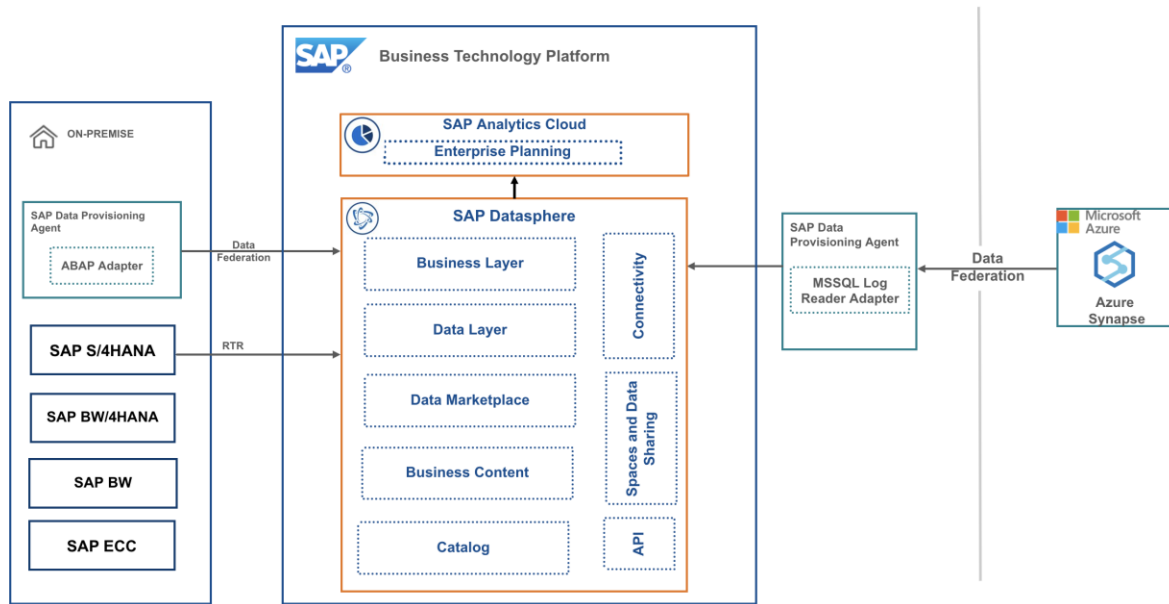 SAP
®
Business Technology Platform
ON-PREMISE
SAP Data Provisioning
Agent
ABAP Adapter
SAP S/4HANA
SAP BW/4HANA
SAP BW
SAP ECC
Data
Federation
RTR
SAP Analytics Cloud
Enterprise Planning
SAP Datasphere
Business Layer
Data Layer
Data Marketplace
Business Content
Catalog
Connectivity
Spaces and Data
Sharing
API
SAP Data
Provisioning Agent
MSSQL Log
Reader Adapter
Data
Federation
Microsoft
Azure
Azure
Synapse